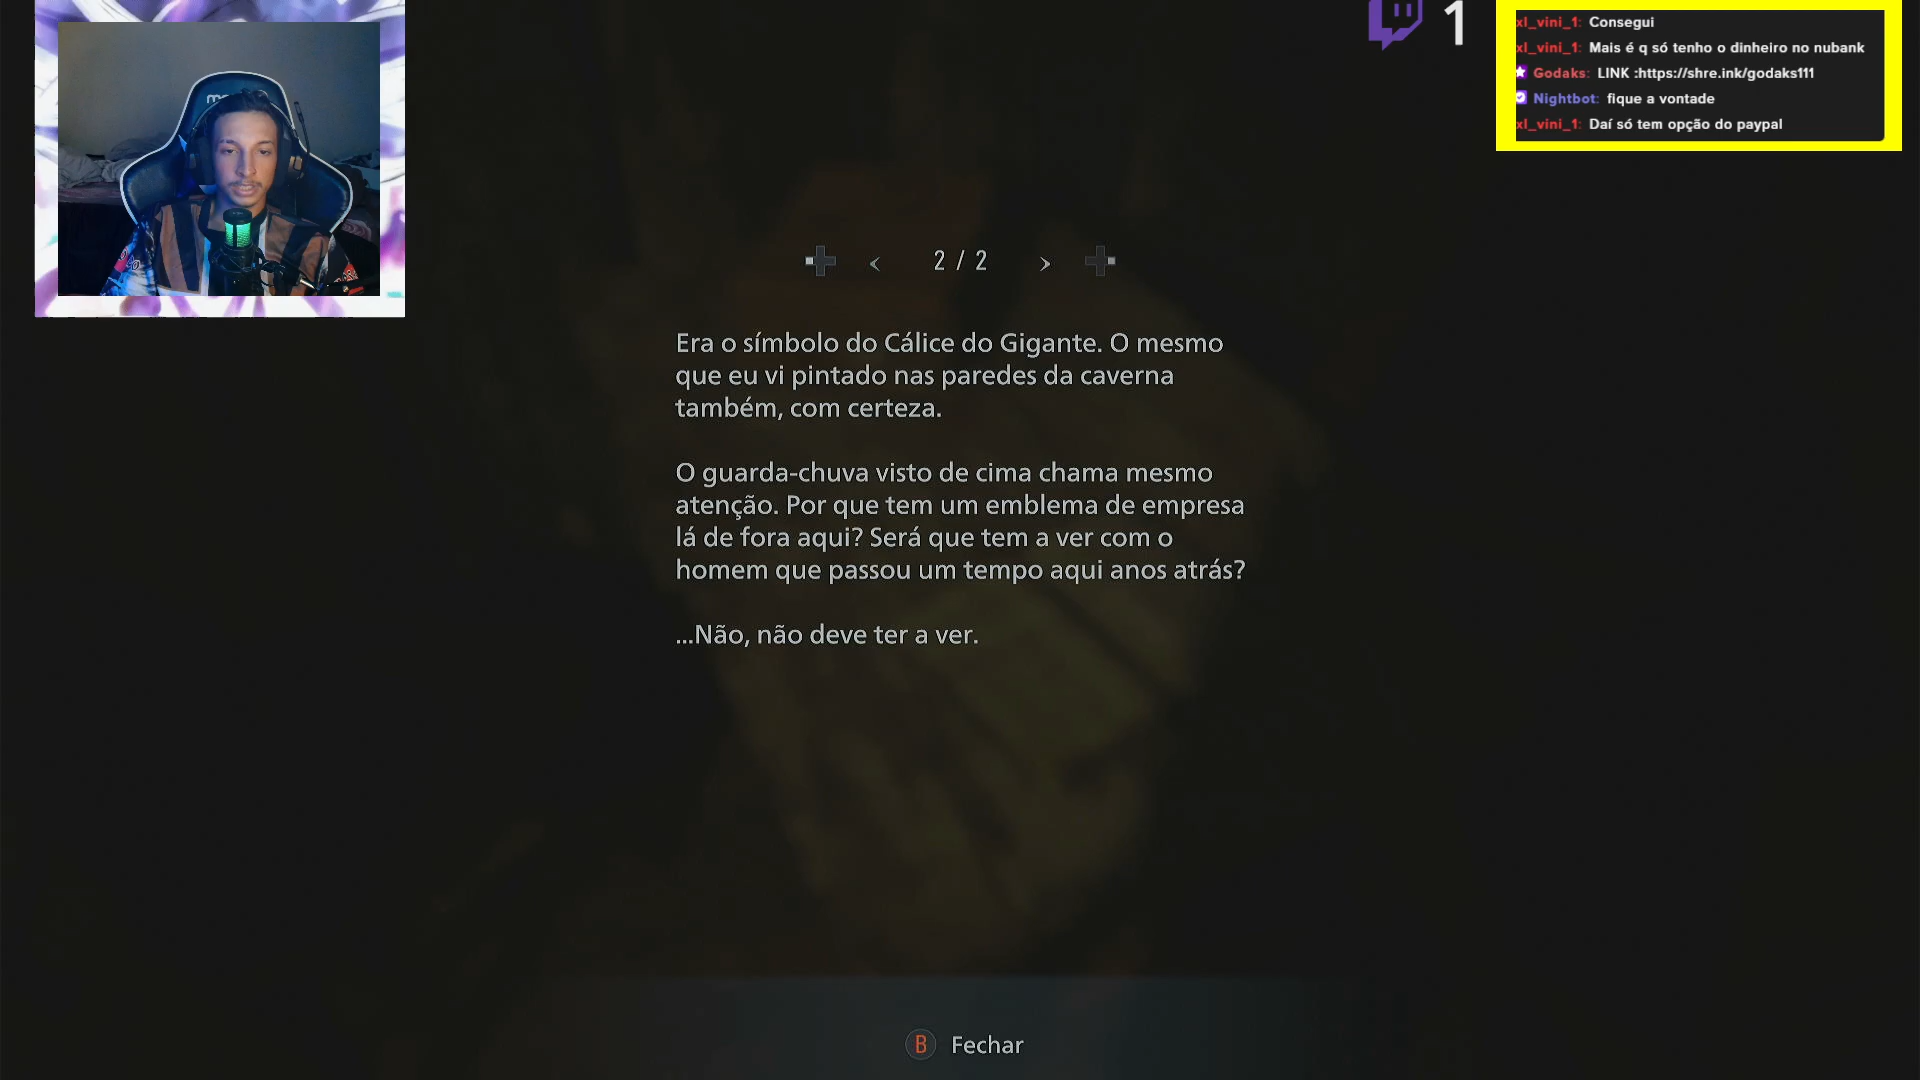 1
xl_vini_1: Consegui
xl_vini_1: Mais é q só tenho o dinheiro no nubank
Godaks: LINK :https://shre.ink/godaks111
Nightbot: fique a vontade
xl_vini_1: Daí só tem opção do paypal
< 2 / 2 >
Era o símbolo do Cálice do Gigante. O mesmo
que eu vi pintado nas paredes da caverna
também, com certeza.
O guarda-chuva visto de cima chama mesmo
atenção. Por que tem um emblema de empresa
lá de fora aqui? Será que tem a ver com o
homem que passou um tempo aqui anos atrás?
...Não, não deve ter a ver.
B Fechar